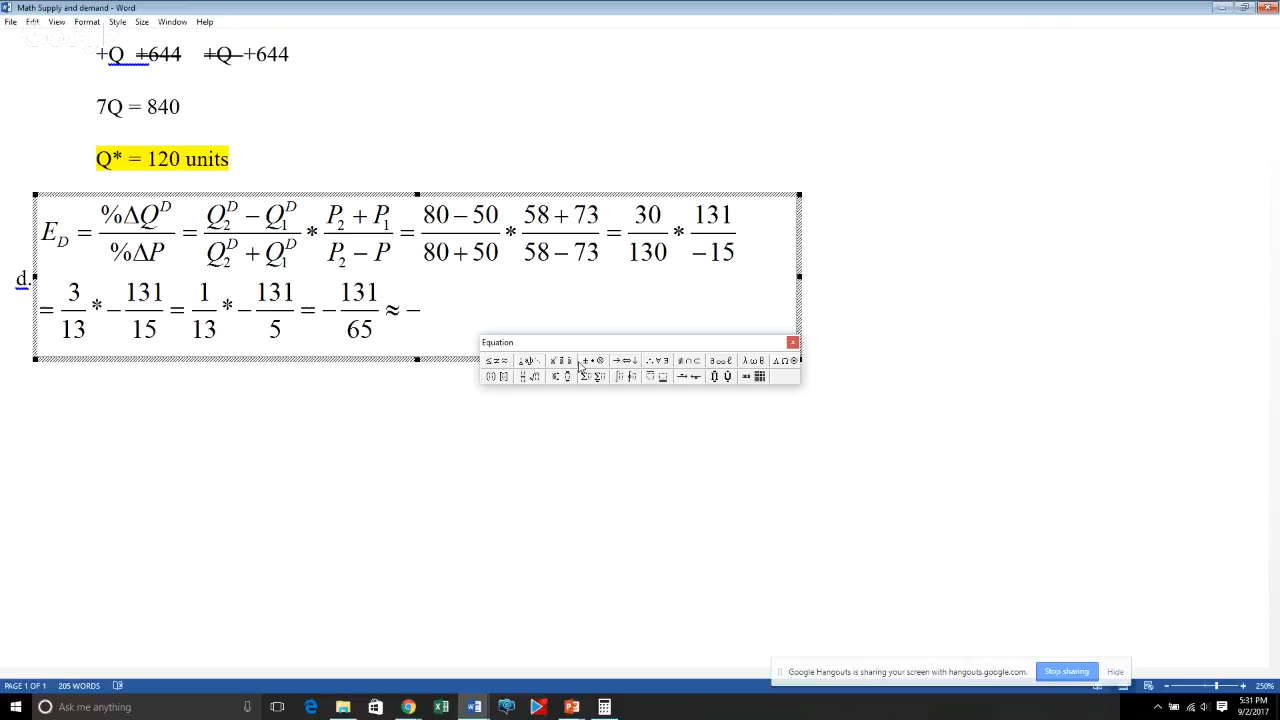 Math Supply and demand - Word
File Edit View Format Style Size Window Help
+Q +644 +Q +644
7Q = 840
Q* = 120 units
d. E_D = %ΔQ^D / %ΔP = (Q_2^D − Q_1^D) / (Q_2^D + Q_1^D) * (P_2 + P_1) / (P_2 − P) = (80 − 50) / (80 + 50) * (58 + 73) / (58 − 73) = 30 / 130 * 131 / −15
= 3 / 13 * − 131 / 15 = 1 / 13 * − 131 / 5 = − 131 / 65 ≈ −
Equation
Google Hangouts is sharing your screen with hangouts.google.com. Stop sharing Hide
PAGE 1 OF 1 205 WORDS 250%
Ask me anything
5:31 PM
9/2/2017